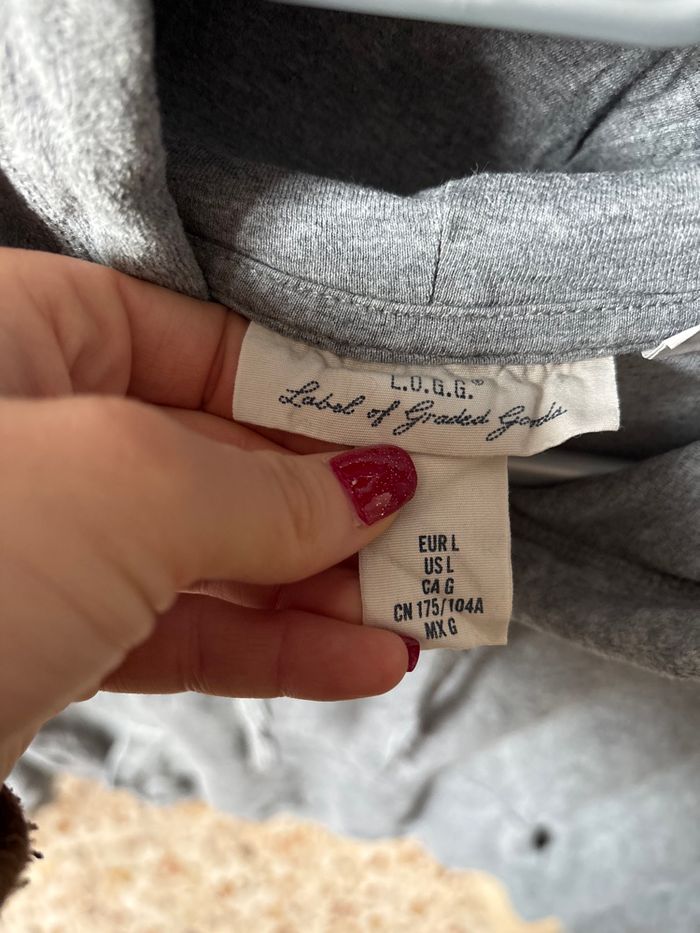 L.O.G.G.®
Label of Graded Goods
EUR L
US L
CA G
CN 175/104A
MX G